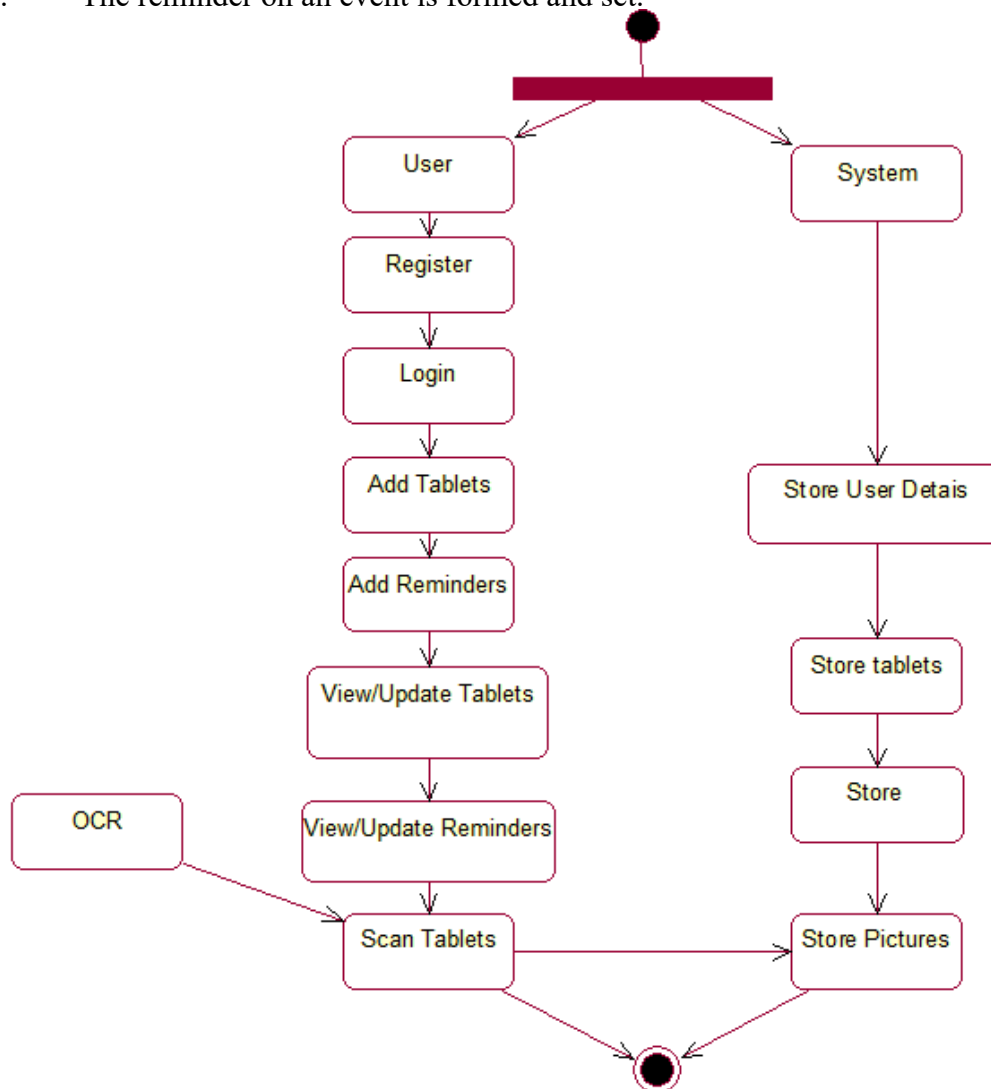 . The reminder on an event is formed and set.
User
System
Register
Login
Add Tablets
Store User Detais
Add Reminders
Store tablets
View/Update Tablets
Store
OCR
View/Update Reminders
Scan Tablets
Store Pictures